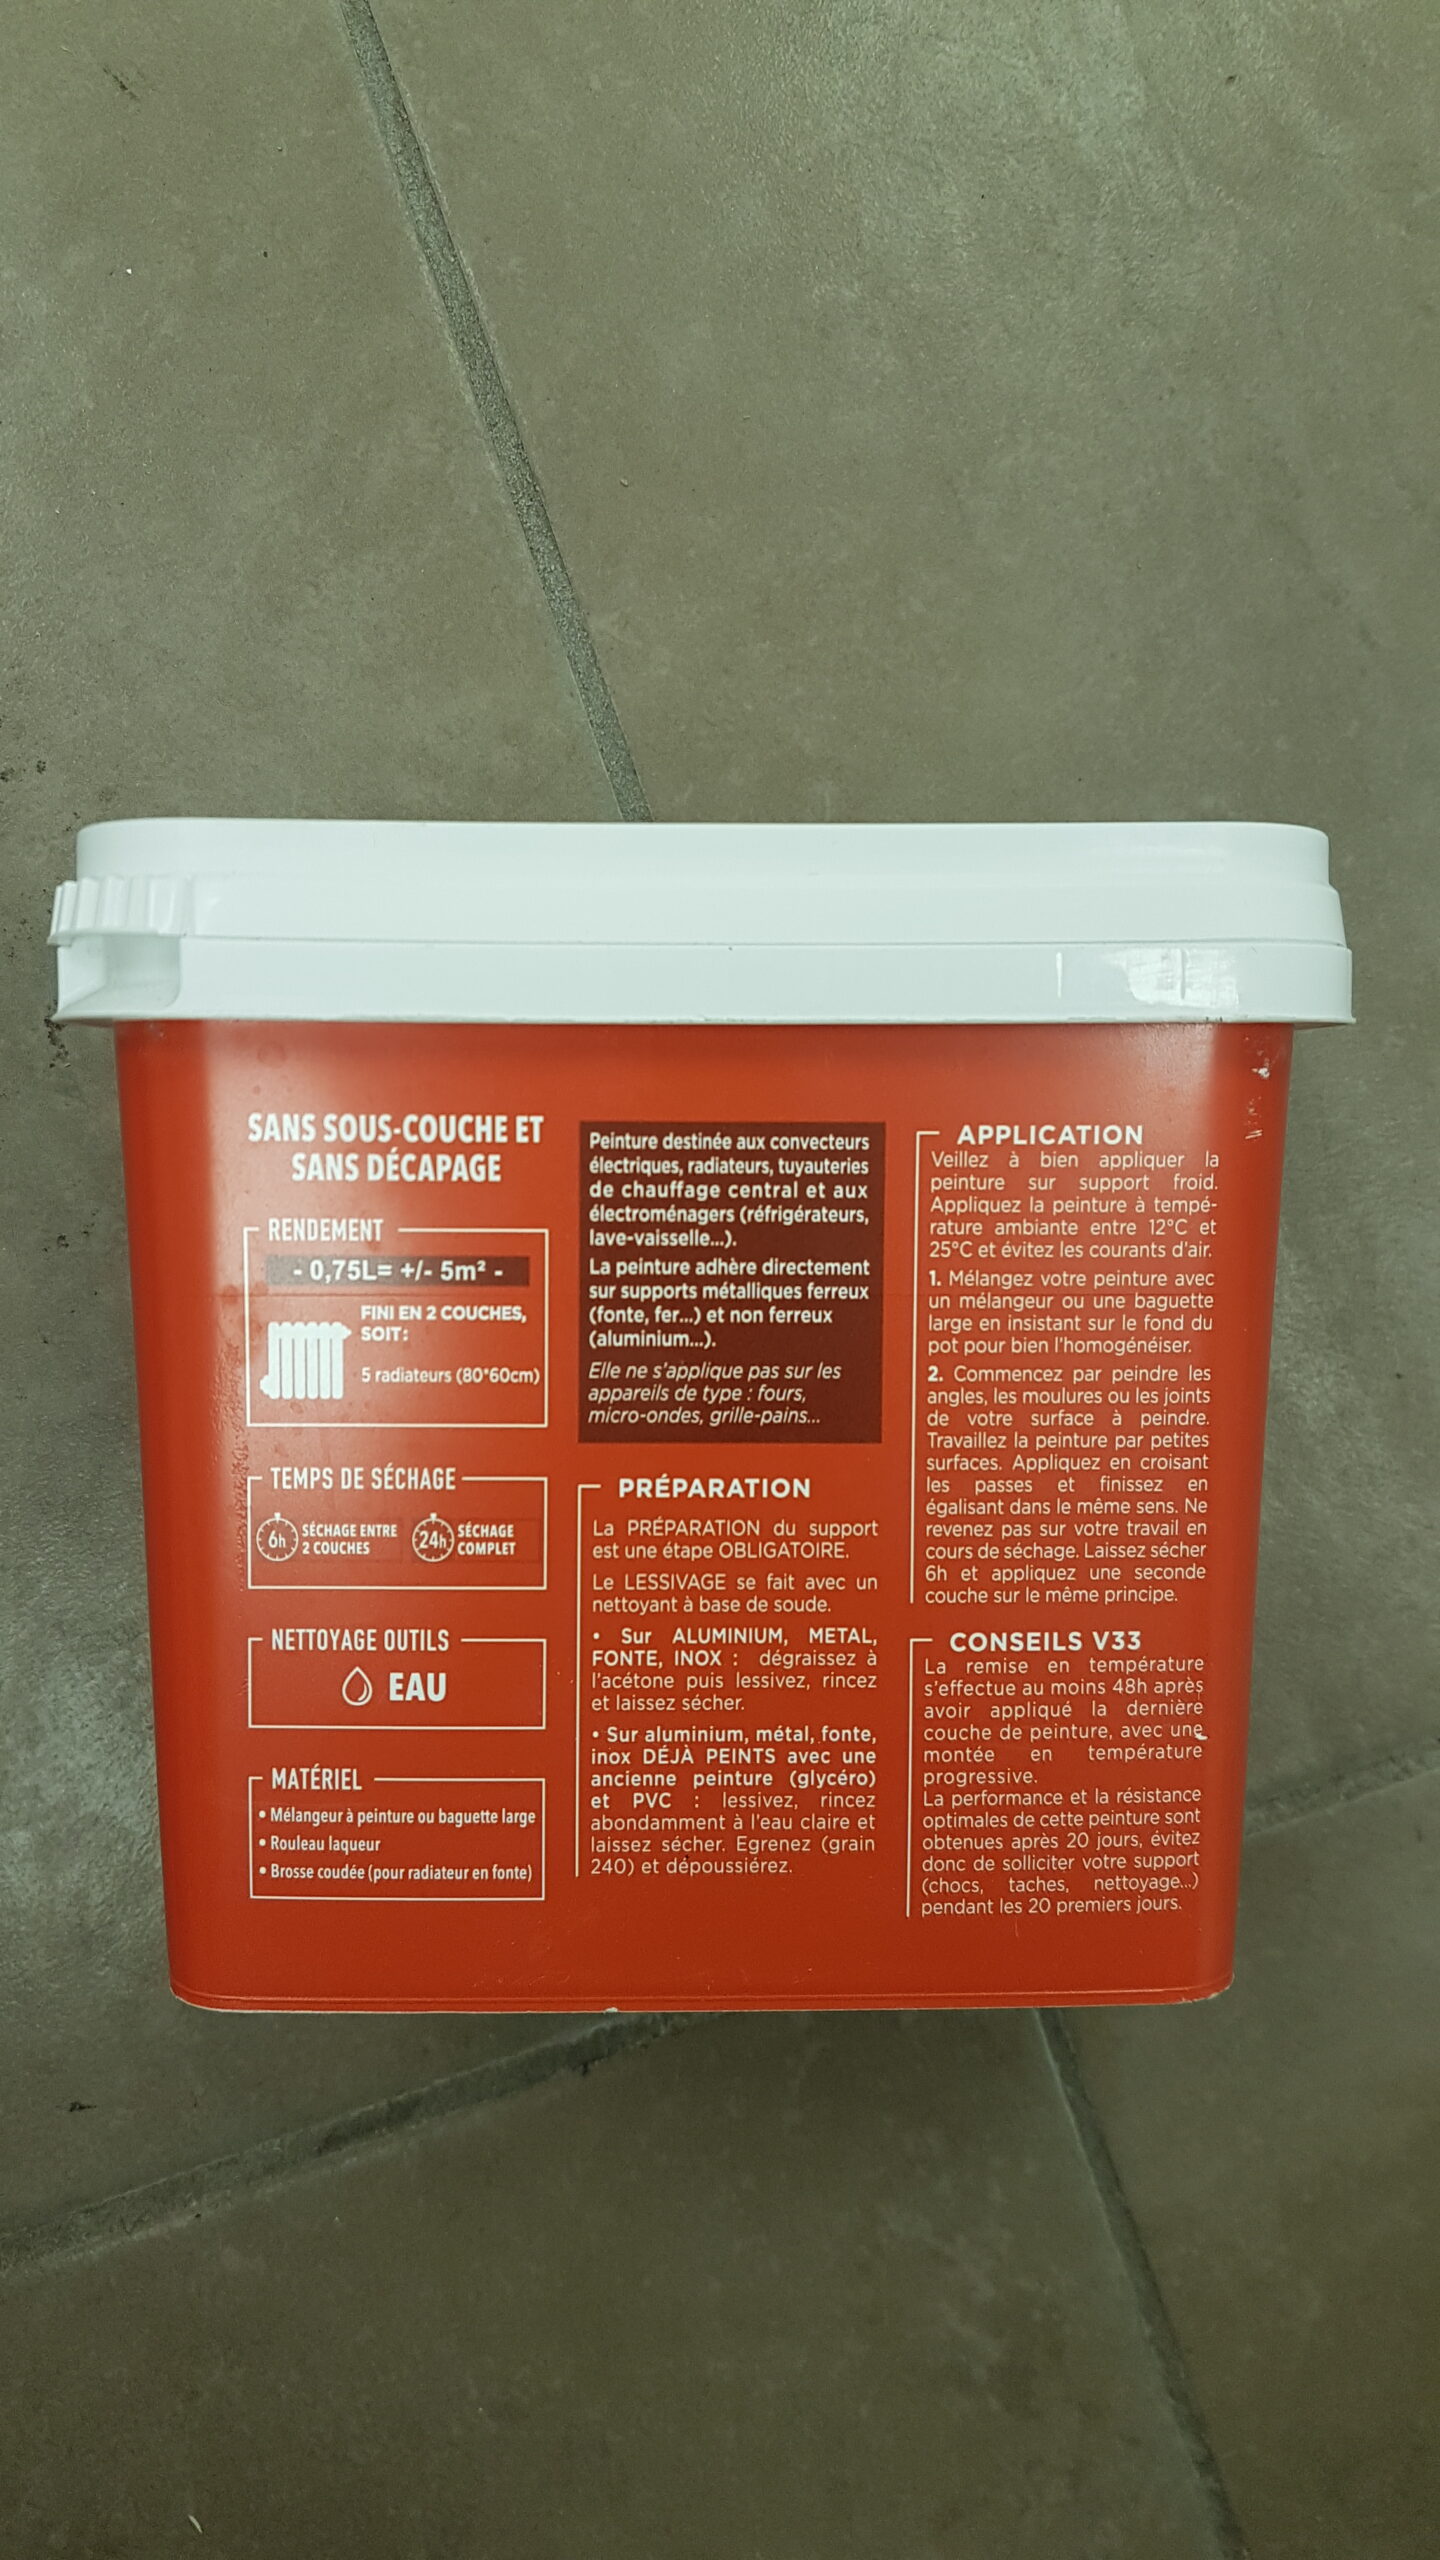 SANS SOUS-COUCHE ET
SANS DÉCAPAGE
RENDEMENT
- 0,75L= +/- 5m² -
FINI EN 2 COUCHES,
SOIT:
5 radiateurs (80*60cm)
TEMPS DE SÉCHAGE
6h SÉCHAGE ENTRE
2 COUCHES
24h SÉCHAGE
COMPLET
NETTOYAGE OUTILS
EAU
MATÉRIEL
• Mélangeur à peinture ou baguette large
• Rouleau laqueur
• Brosse coudée (pour radiateur en fonte)
Peinture destinée aux convecteurs
électriques, radiateurs, tuyauteries
de chauffage central et aux
électroménagers (réfrigérateurs,
lave-vaisselle...).
La peinture adhère directement
sur supports métalliques ferreux
(fonte, fer...) et non ferreux
(aluminium...).
Elle ne s'applique pas sur les
appareils de type : fours,
micro-ondes, grille-pains...
PRÉPARATION
La PRÉPARATION du support
est une étape OBLIGATOIRE.
Le LESSIVAGE se fait avec un
nettoyant à base de soude.
• Sur ALUMINIUM, METAL,
FONTE, INOX : dégraissez à
l'acétone puis lessivez, rincez
et laissez sécher.
• Sur aluminium, métal, fonte,
inox DÉJÀ PEINTS avec une
ancienne peinture (glycéro)
et PVC : lessivez, rincez
abondamment à l'eau claire et
laissez sécher. Egrenez (grain
240) et dépoussiérez.
APPLICATION
Veillez à bien appliquer la
peinture sur support froid.
Appliquez la peinture à tempé-
rature ambiante entre 12°C et
25°C et évitez les courants d'air.
1. Mélangez votre peinture avec
un mélangeur ou une baguette
large en insistant sur le fond du
pot pour bien l'homogénéiser.
2. Commencez par peindre les
angles, les moulures ou les joints
de votre surface à peindre.
Travaillez la peinture par petites
surfaces. Appliquez en croisant
les passes et finissez en
égalisant dans le même sens. Ne
revenez pas sur votre travail en
cours de séchage. Laissez sécher
6h et appliquez une seconde
couche sur le même principe.
CONSEILS V33
La remise en température
s'effectue au moins 48h après
avoir appliqué la dernière
couche de peinture, avec une
montée en température
progressive.
La performance et la résistance
optimales de cette peinture sont
obtenues après 20 jours, évitez
donc de solliciter votre support
(chocs, taches, nettoyage...)
pendant les 20 premiers jours.